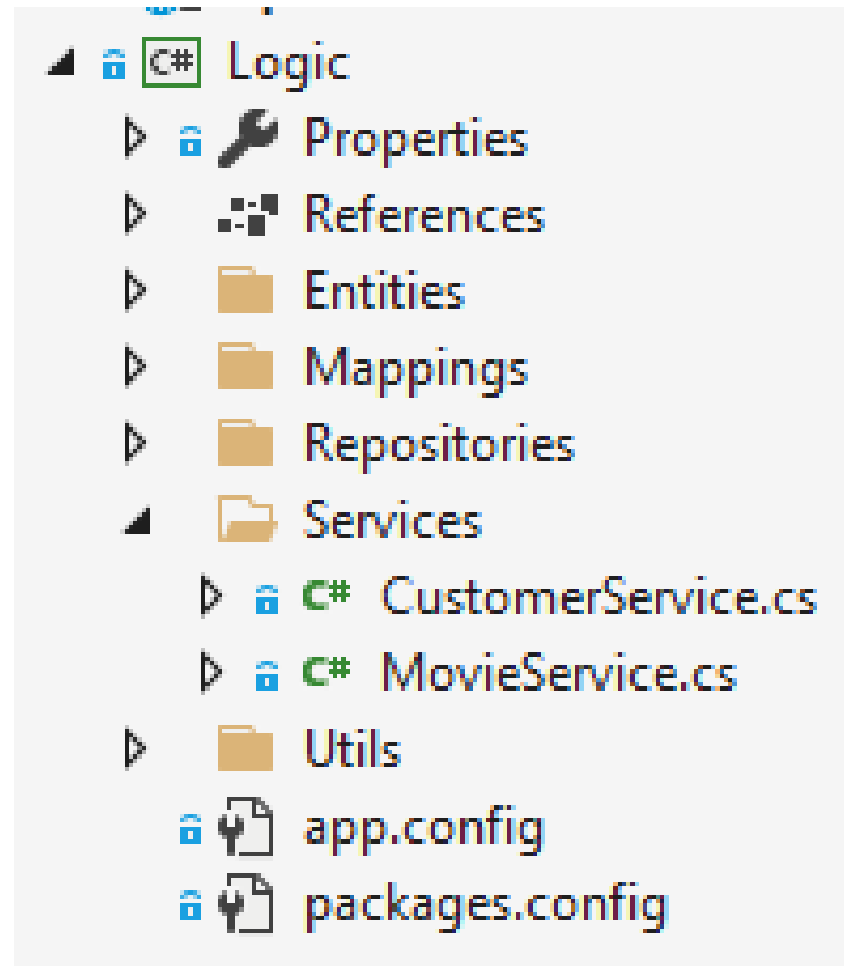 C# Logic
Properties
References
Entities
Mappings
Repositories
Services
C# CustomerService.cs
C# MovieService.cs
Utils
app.config
packages.config